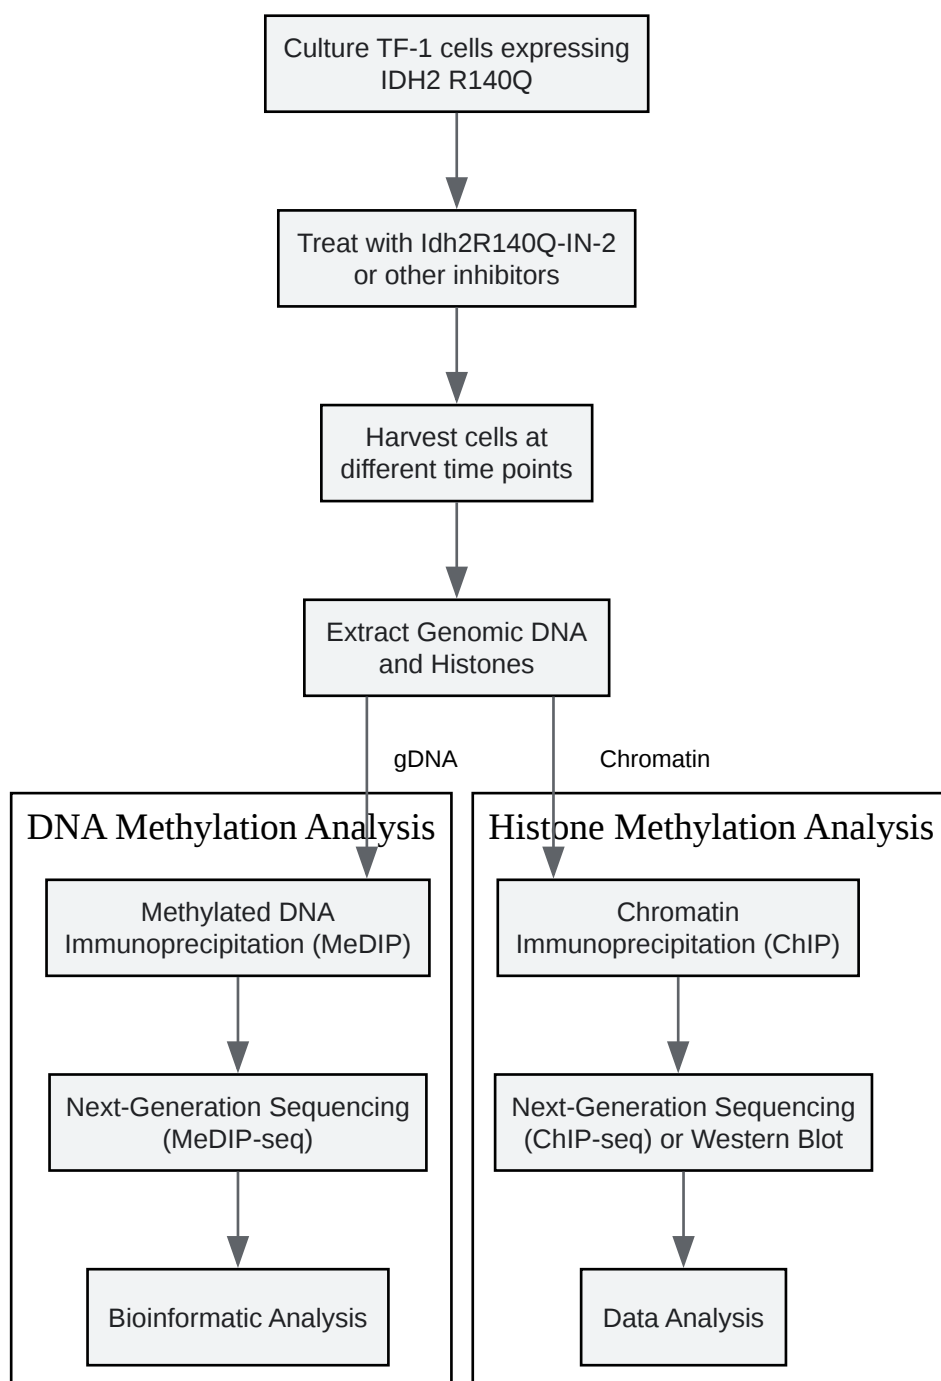 Culture TF-1 cells expressing
IDH2 R140Q
Treat with Idh2R140Q-IN-2
or other inhibitors
Harvest cells at
different time points
Extract Genomic DNA
and Histones
gDNA
Chromatin
DNA Methylation Analysis
Methylated DNA
Immunoprecipitation (MeDIP)
Next-Generation Sequencing
(MeDIP-seq)
Bioinformatic Analysis
Histone Methylation Analysis
Chromatin
Immunoprecipitation (ChIP)
Next-Generation Sequencing
(ChIP-seq) or Western Blot
Data Analysis